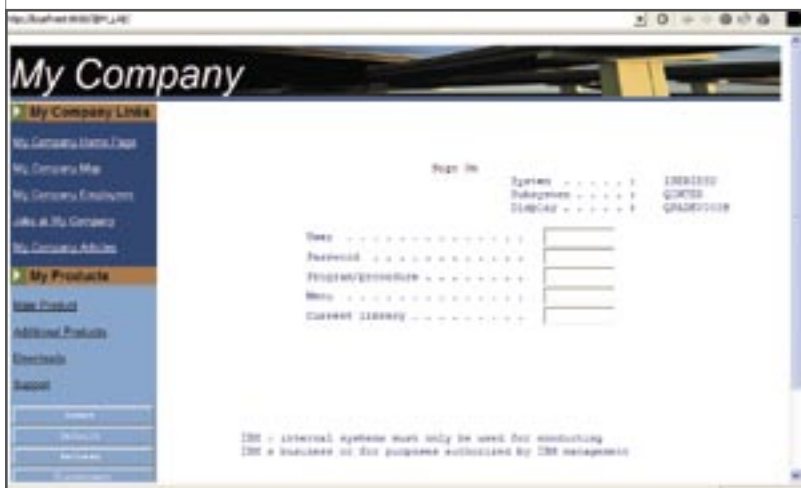 My Company
My Company Links
My Company Home Page
My Company Map
My Company Employees
Jobs at My Company
My Company Articles
My Products
Main Product
Additional Products
Downloads
Support
Sign On
System . . . . . :
Subsystem . . . . . :
Display . . . . . :
User . . . . . . . . . . . . . .
Password . . . . . . . . . . . .
Program/procedure . . . . . . . .
Menu . . . . . . . . . . . . . .
Current library . . . . . . . . .
IBM - internal systems must only be used for conducting
IBM s business or for purposes authorized by IBM management